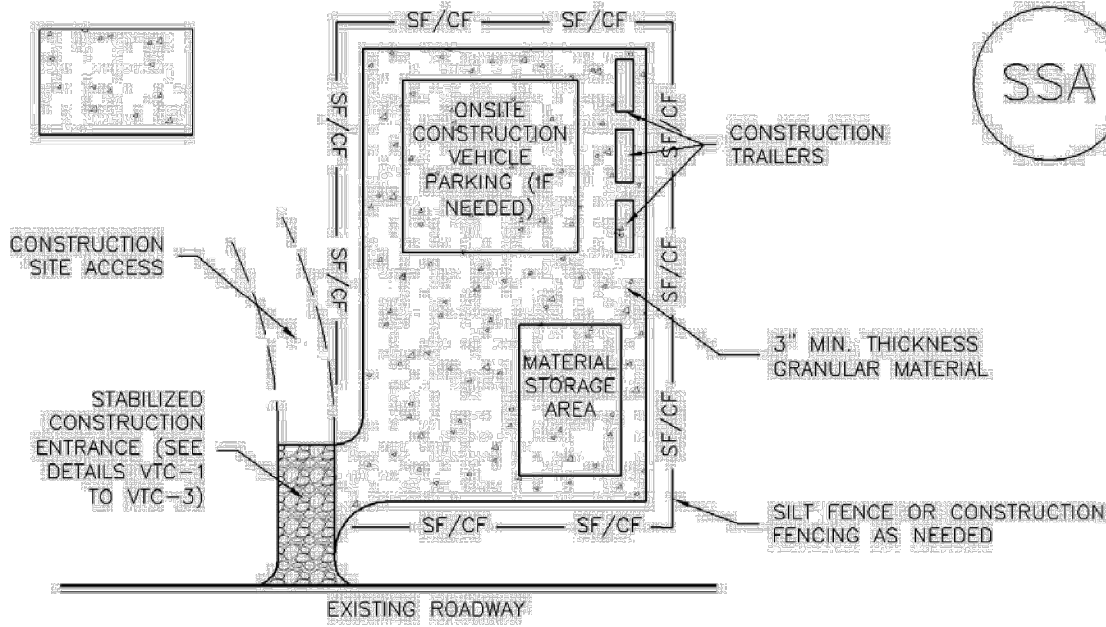 SF/CF
SF/CF
SSA
SF/CF
SF/CF
ONSITE
CONSTRUCTION
VEHICLE
PARKING (IF
NEEDED)
CONSTRUCTION
TRAILERS
CONSTRUCTION
SITE ACCESS
SF/CF
SF/CF
3" MIN. THICKNESS
GRANULAR MATERIAL
MATERIAL
STORAGE
AREA
SF/CF
STABILIZED
CONSTRUCTION
ENTRANCE (SEE
DETAILS VTC-1
TO VTC-3)
SF/CF
SF/CF
SILT FENCE OR CONSTRUCTION
FENCING AS NEEDED
EXISTING ROADWAY